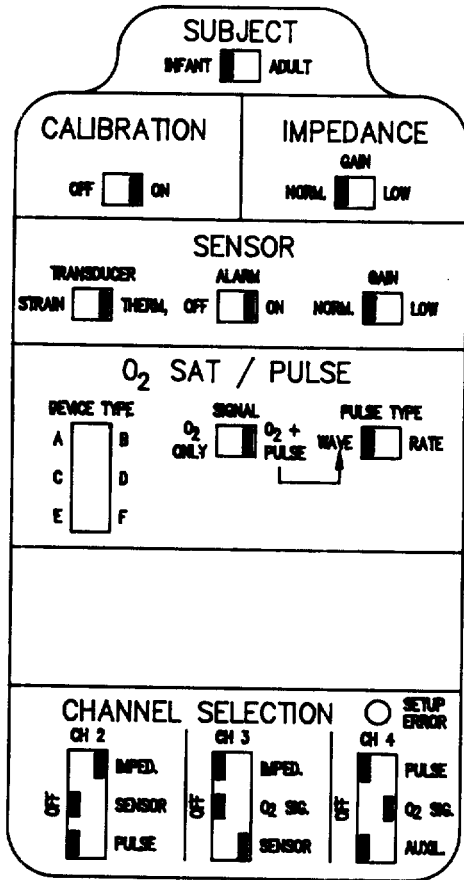 SUBJECT
INFANT ADULT
CALIBRATION
OFF ON
IMPEDANCE
GAIN
NORM. LOW
SENSOR
TRANSDUCER ALARM GAIN
STRAIN THERM, OFF ON NORM. LOW
O₂ SAT / PULSE
DEVICE TYPE SIGNAL PULSE TYPE
A B O₂ ONLY O₂ + PULSE WAVE RATE
C D
E F
CHANNEL SELECTION SETUP ERROR
CH 2 CH 3 CH 4
IMPED. IMPED. PULSE
OFF SENSOR OFF O₂ SIG. OFF O₂ SIG.
PULSE SENSOR AUXIL.